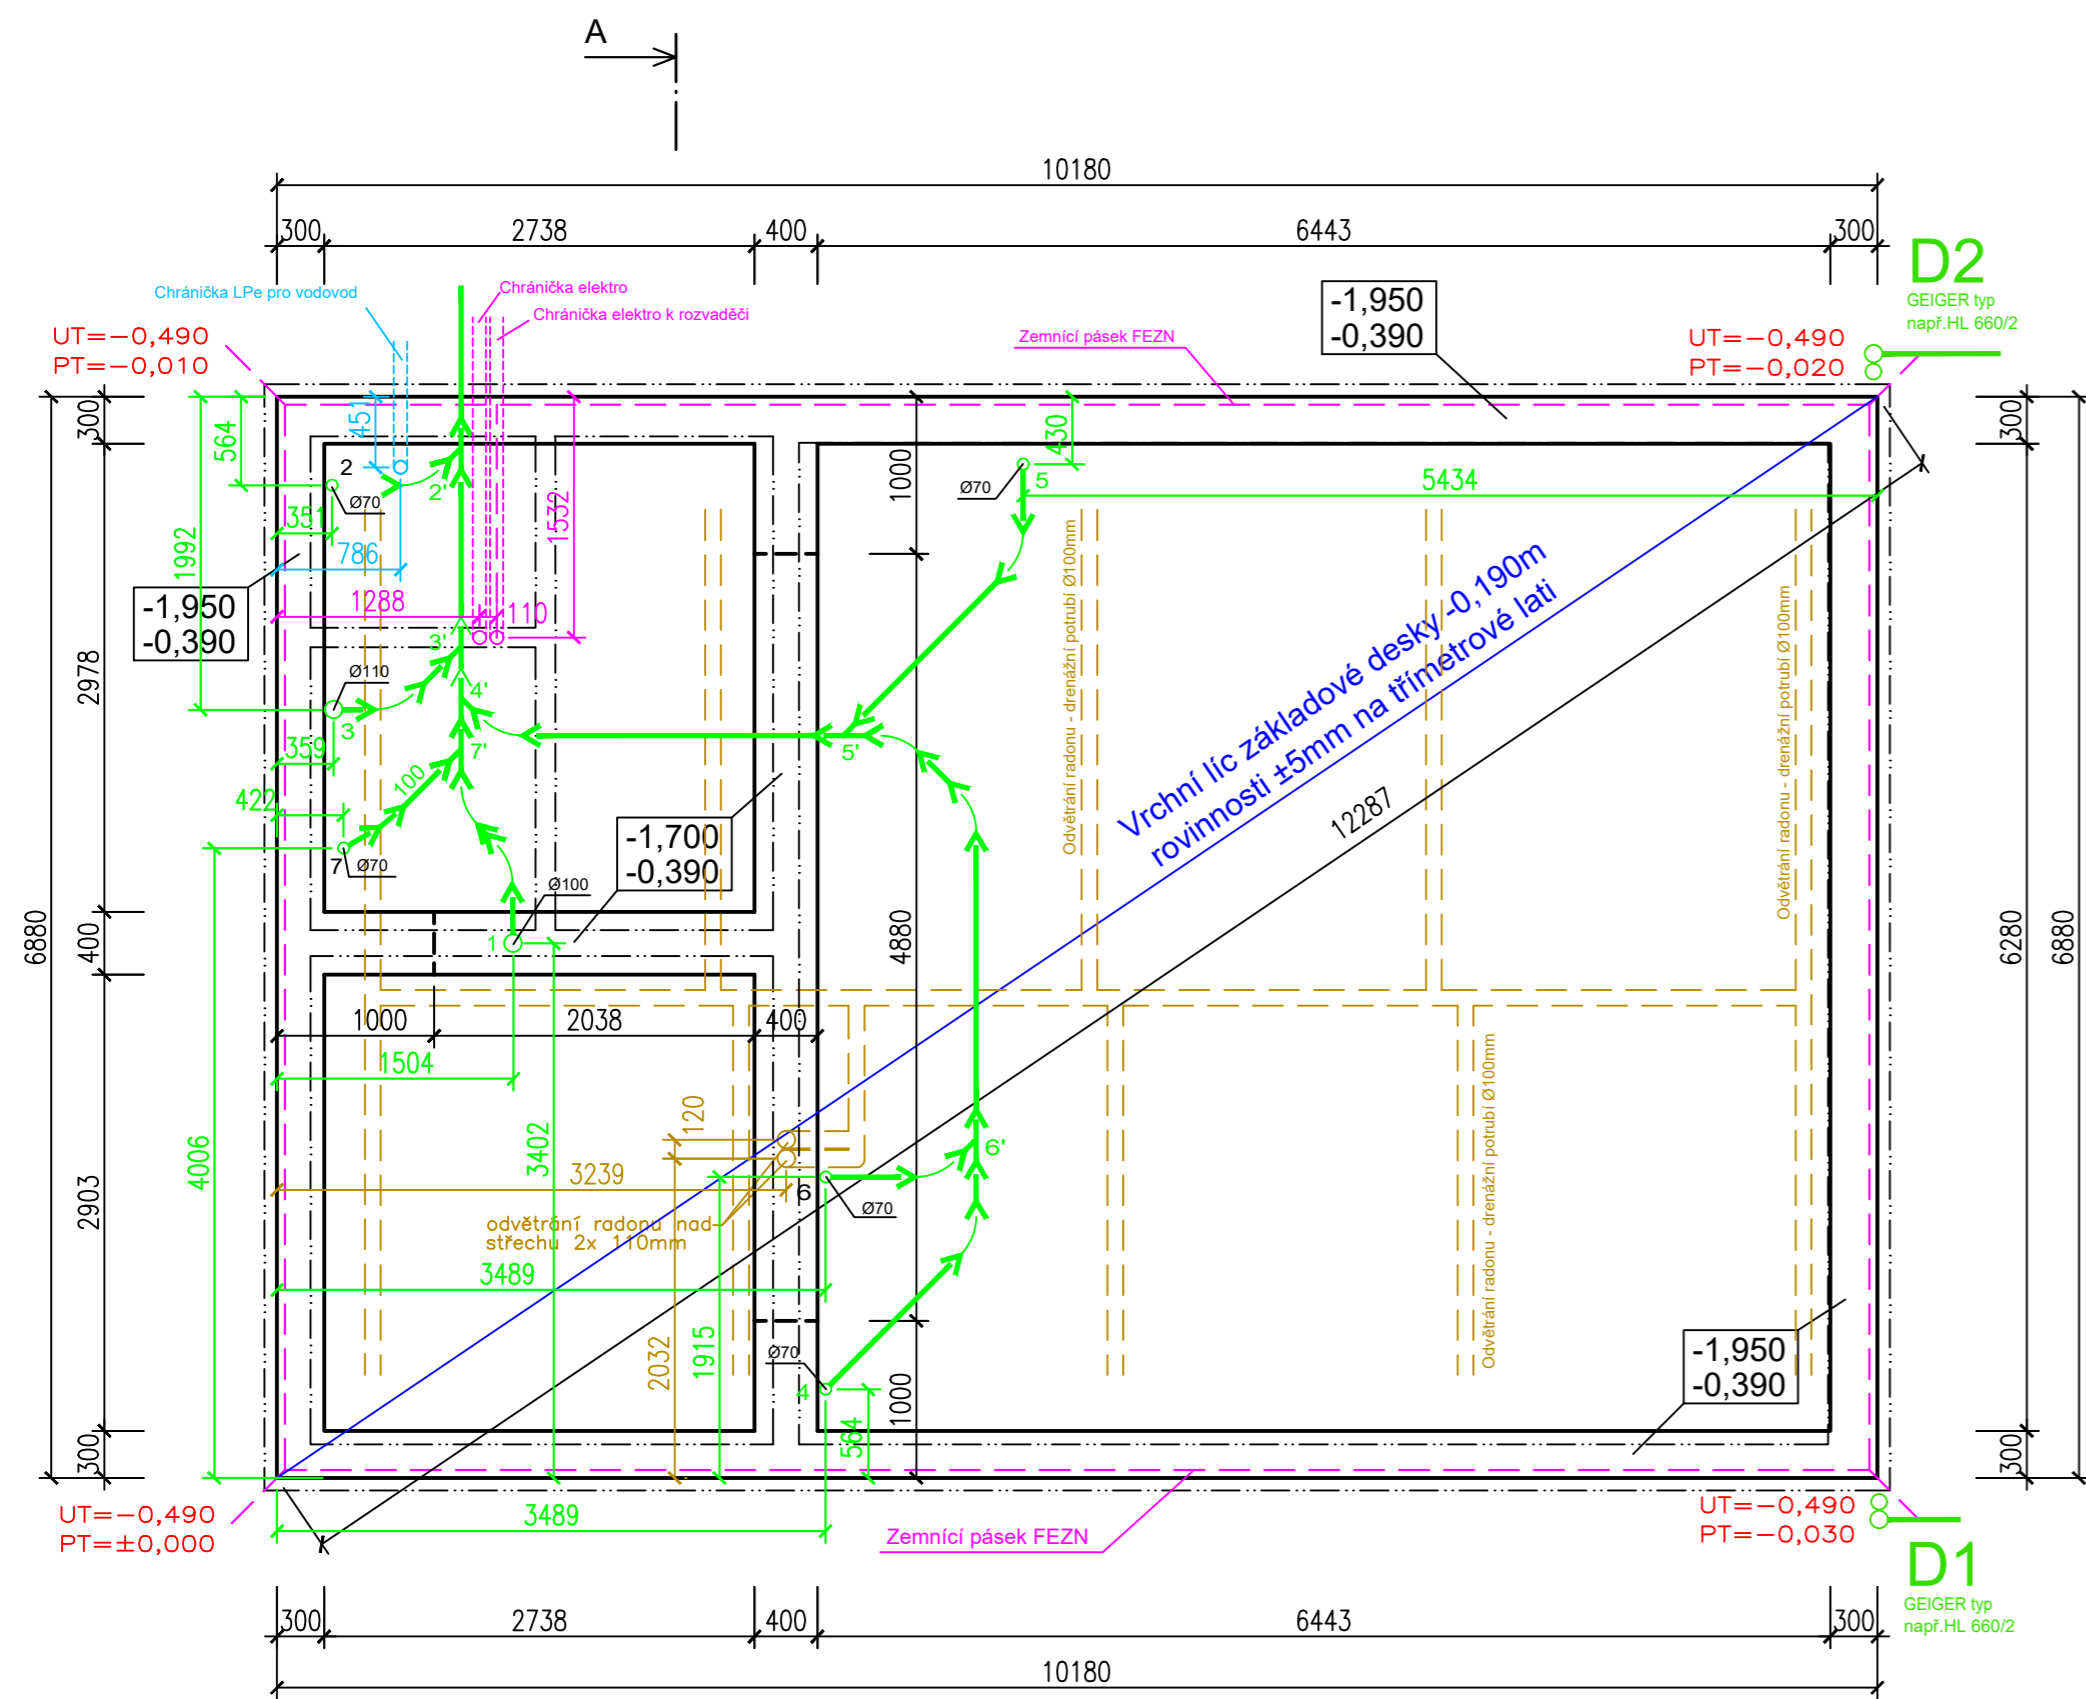 A
10180
300
2738
400
6443
300
D2
GEIGER typ
např.HL 660/2
Chránička LPe pro vodovod
Chránička elektro
Chránička elektro k rozvaděči
Zemnící pásek FEZN
-1,950
-0,390
UT=-0,490
PT=-0,010
UT=-0,490
PT=-0,020
300
564
451
430
1000
300
2
Ø70
2'
351
786
1532
1992
Ø70
5
5434
-1,950
-0,390
1288
110
3'
Ø110
4'
3
359
7'
100
5'
422
7
Ø70
2978
-1,700
-0,390
Ø100
1
Odvětrání radonu - drenážní potrubí Ø100mm
Odvětrání radonu - drenážní potrubí Ø100mm
Vrchní líc základové desky -0,190m
rovinnosti ±5mm na třímetrové lati
12287
6880
400
4880
6280
6880
1000
2038
400
1504
120
3402
4006
3239
6
6'
Ø70
2903
odvětrání radonu nad
střechu 2x 110mm
3489
2032
1915
Ø70
4
564
1000
Odvětrání radonu - drenážní potrubí Ø100mm
-1,950
-0,390
300
300
UT=-0,490
PT=±0,000
3489
Zemnící pásek FEZN
UT=-0,490
PT=-0,030
D1
GEIGER typ
např.HL 660/2
300
2738
400
6443
300
10180